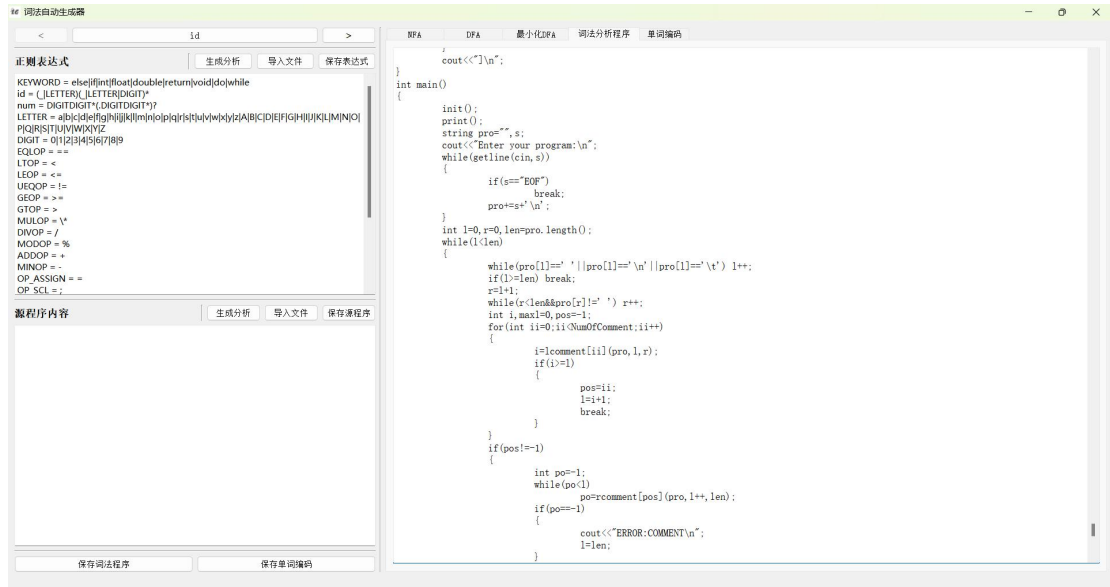 词法自动生成器
< id >
正则表达式 生成分析 导入文件 保存表达式
KEYWORD = else|if|int|float|double|return|void|do|while
id = (_|LETTER)(_|LETTER|DIGIT)*
num = DIGITDIGIT*(.DIGITDIGIT*)?
LETTER = a|b|c|d|e|f|g|h|i|j|k|l|m|n|o|p|q|r|s|t|u|v|w|x|y|z|A|B|C|D|E|F|G|H|I|J|K|L|M|N|O|
P|Q|R|S|T|U|V|W|X|Y|Z
DIGIT = 0|1|2|3|4|5|6|7|8|9
EQLOP = ==
LTOP = <
LEOP = <=
UEQOP = !=
GEOP = >=
GTOP = >
MULOP = \*
DIVOP = /
MODOP = %
ADDOP = +
MINOP = -
OP_ASSIGN = =
OP_SCL = ;
源程序内容 生成分析 导入文件 保存源程序
保存词法程序 保存单词编码
NFA DFA 最小化DFA 词法分析程序 单词编码
}
cout<<"]\n";
}
int main()
{
init();
print();
string pro="",s;
cout<<"Enter your program:\n";
while(getline(cin,s))
{
if(s=="EOF")
break;
pro+=s+'\n';
}
int l=0,r=0,len=pro.length();
while(l<len)
{
while(pro[l]==' '||pro[l]=='\n'||pro[l]=='\t') l++;
if(l>=len) break;
r=l+1;
while(r<len&&pro[r]!=' ') r++;
int i,maxl=0,pos=-1;
for(int ii=0;ii<NumOfComment;ii++)
{
i=lcomment[ii](pro,l,r);
if(i>=l)
{
pos=ii;
l=i+1;
break;
}
}
if(pos!=-1)
{
int po=-1;
while(po<l)
po=rcomment[pos](pro,l++,len);
if(po==-1)
{
cout<<"ERROR:COMMENT\n";
l=len;
}